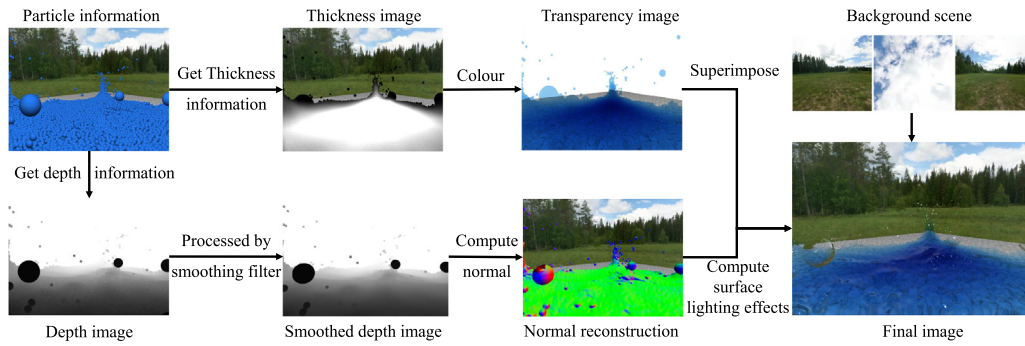 Particle information
Thickness image
Transparency image
Background scene
Get Thickness
information
Colour
Superimpose
Get depth information
Processed by
smoothing filter
Compute
normal
Compute
surface
lighting effects
Depth image
Smoothed depth image
Normal reconstruction
Final image